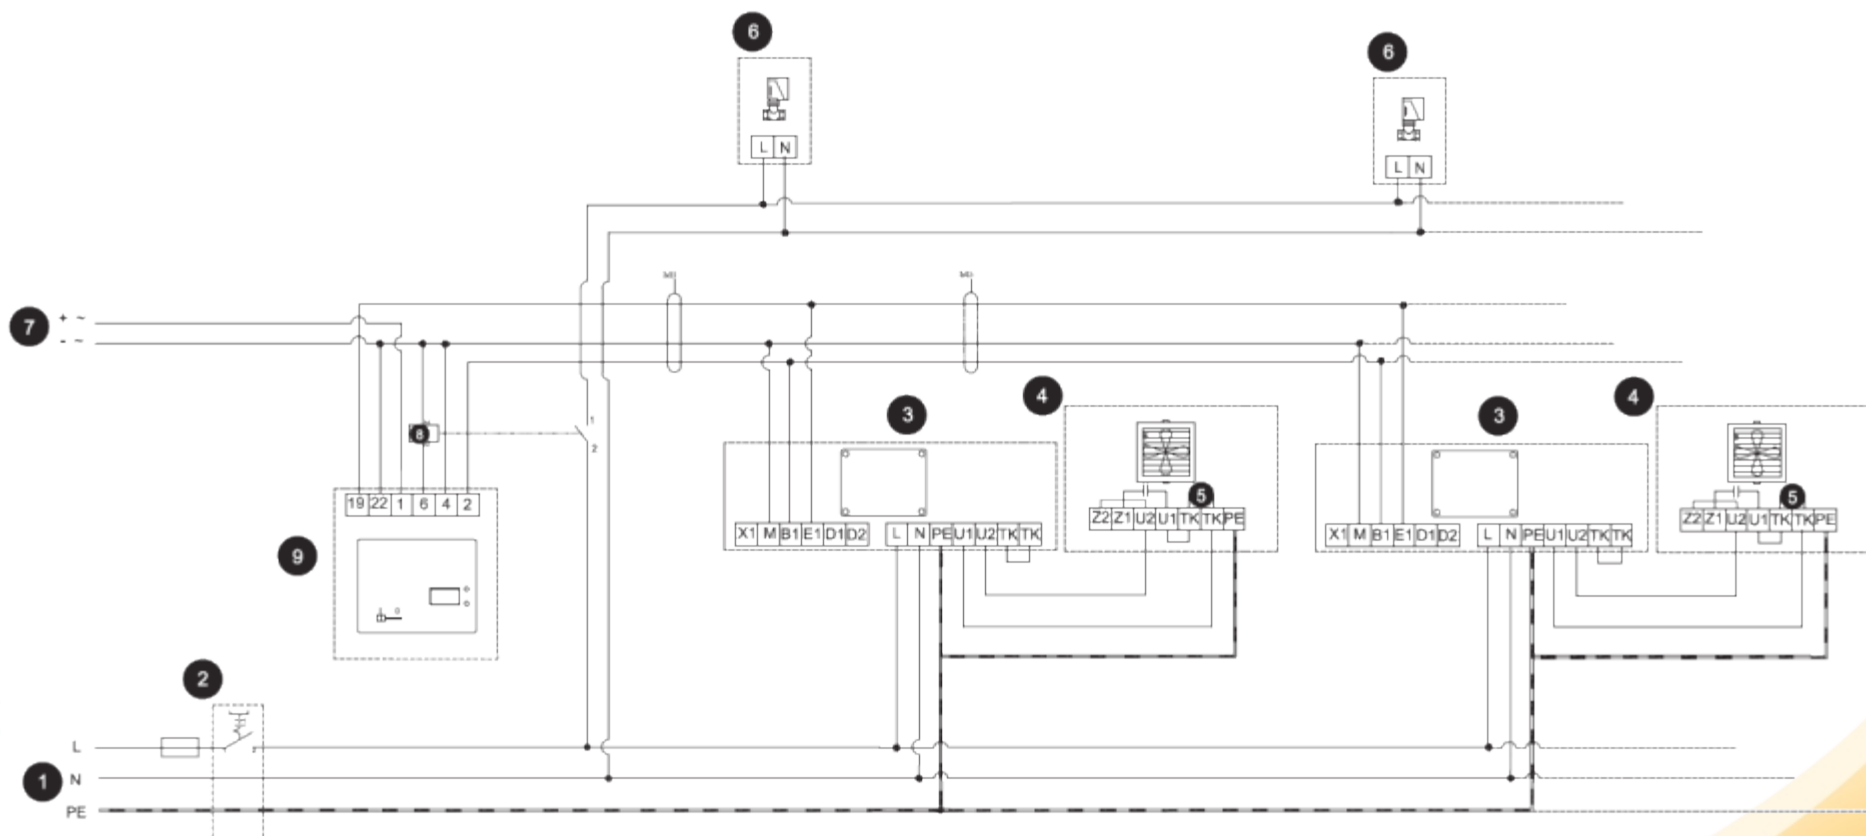 6
6
L N
L N
7 + ~
- ~
1
2
8
3
4
3
4
19 22 1 6 4 2
5
5
Z2 Z1 U2 U1 TK TK PE
Z2 Z1 U2 U1 TK TK PE
X1 M B1 E1 D1 D2
L N PE U1 U2 TK TK
X1 M B1 E1 D1 D2
L N PE U1 U2 TK TK
9
2
L
1 N
PE